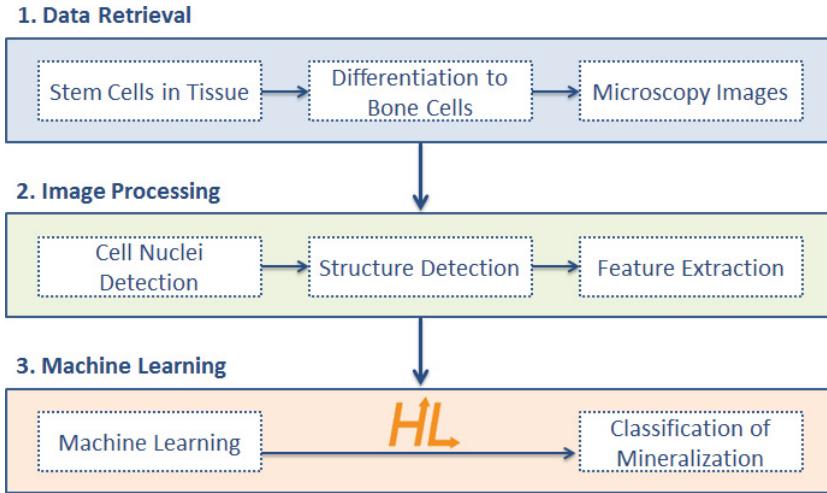 1. Data Retrieval
Stem Cells in Tissue
Differentiation to
Bone Cells
Microscopy Images
2. Image Processing
Cell Nuclei
Detection
Structure Detection
Feature Extraction
3. Machine Learning
HL
Machine Learning
Classification of
Mineralization